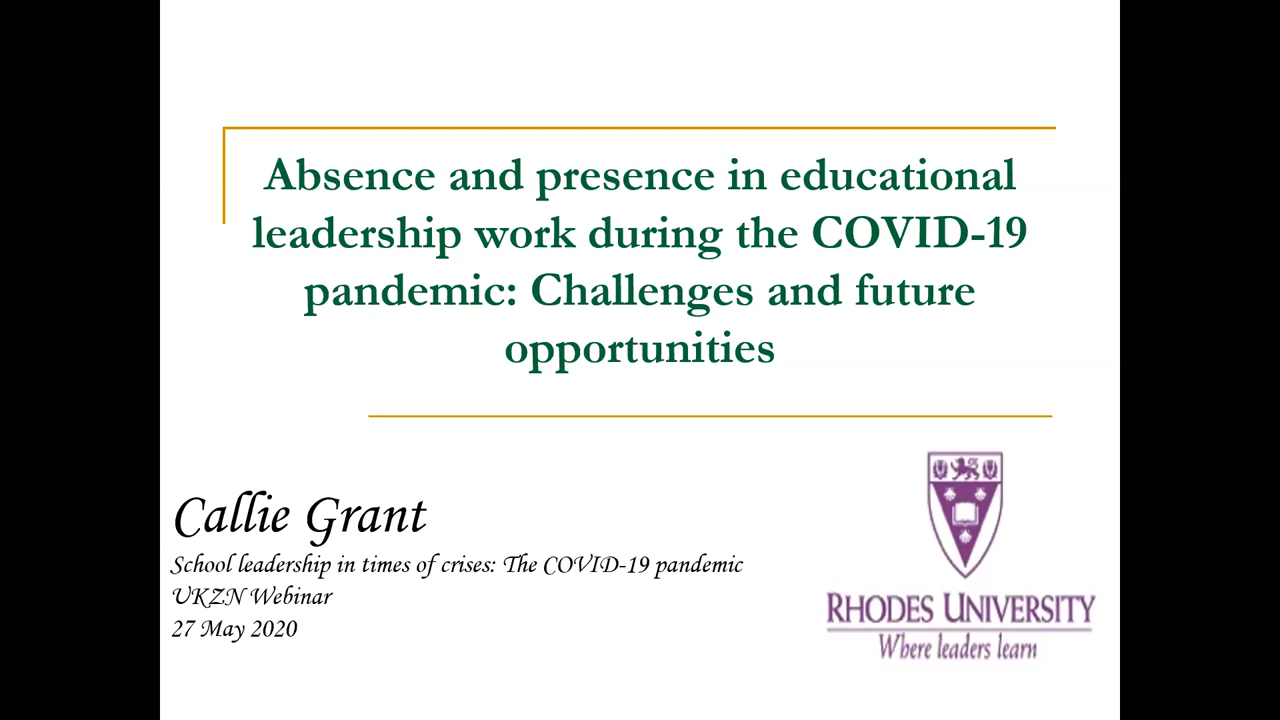 Absence and presence in educational
leadership work during the COVID-19
pandemic: Challenges and future
opportunities
Callie Grant
School leadership in times of crises: The COVID-19 pandemic
UKZN Webinar
27 May 2020
RHODES UNIVERSITY
Where leaders learn